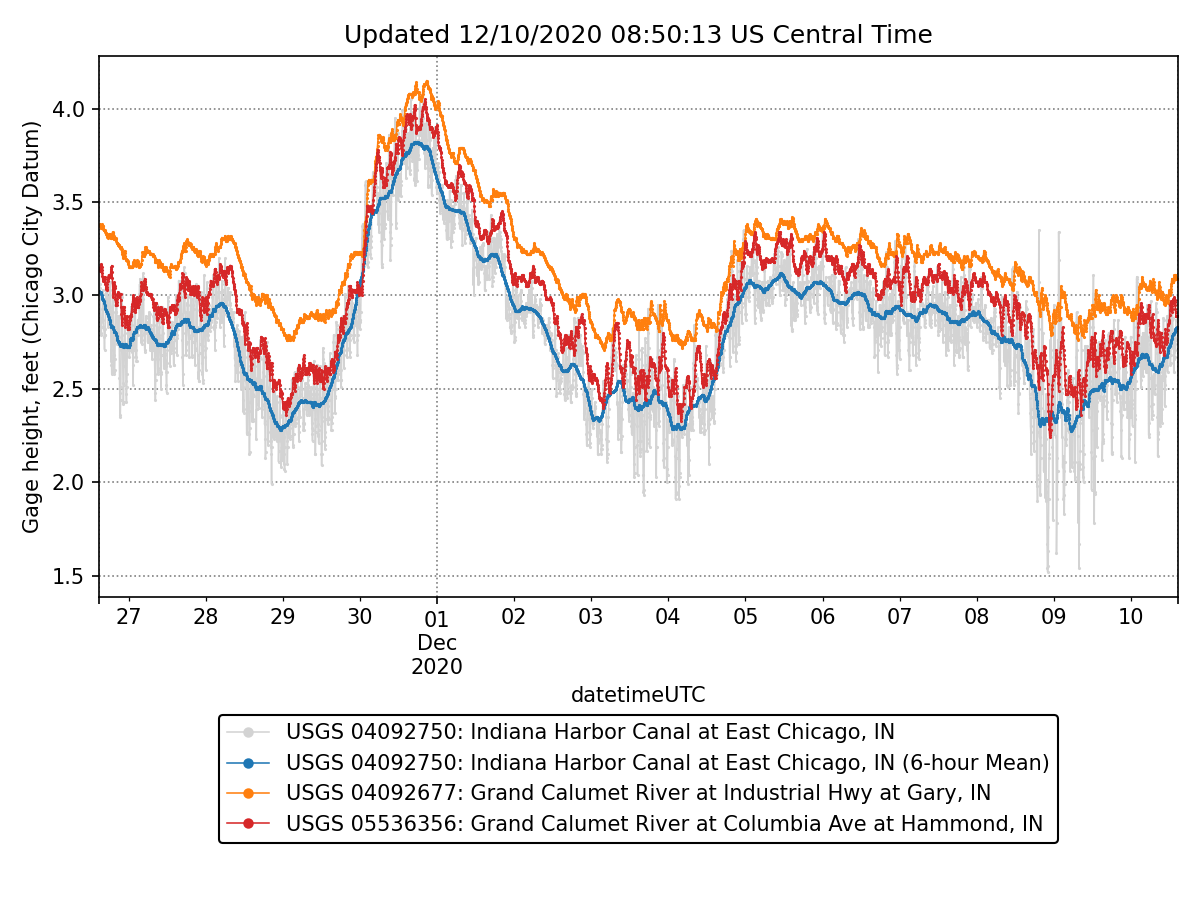 Updated 12/10/2020 08:50:13 US Central Time
Gage height, feet (Chicago City Datum)
4.0
3.5
3.0
2.5
2.0
1.5
27 28 29 30 01 02 03 04 05 06 07 08 09 10
Dec
2020
datetimeUTC
USGS 04092750: Indiana Harbor Canal at East Chicago, IN
USGS 04092750: Indiana Harbor Canal at East Chicago, IN (6-hour Mean)
USGS 04092677: Grand Calumet River at Industrial Hwy at Gary, IN
USGS 05536356: Grand Calumet River at Columbia Ave at Hammond, IN